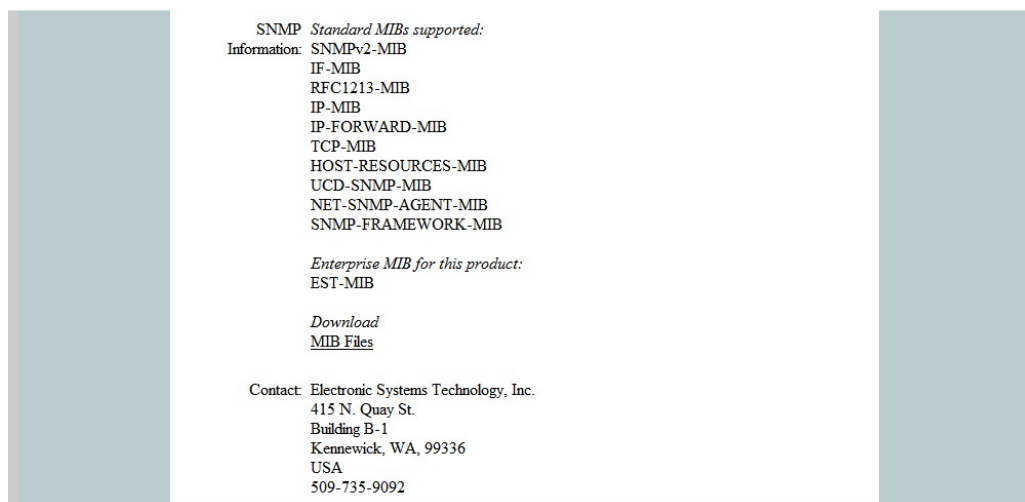 SNMP Standard MIBs supported:
Information: SNMPv2-MIB
IF-MIB
RFC1213-MIB
IP-MIB
IP-FORWARD-MIB
TCP-MIB
HOST-RESOURCES-MIB
UCD-SNMP-MIB
NET-SNMP-AGENT-MIB
SNMP-FRAMEWORK-MIB
Enterprise MIB for this product:
EST-MIB
Download
MIB Files
Contact: Electronic Systems Technology, Inc.
415 N. Quay St.
Building B-1
Kennewick, WA, 99336
USA
509-735-9092